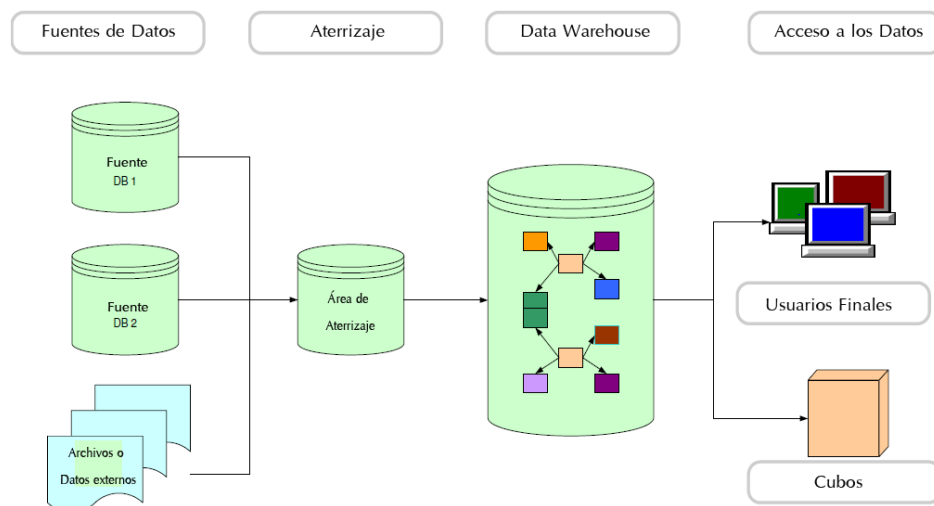 Fuentes de Datos
Aterrizaje
Data Warehouse
Acceso a los Datos
Fuente
DB 1
Fuente
DB 2
Archivos o
Datos externos
Área de
Aterrizaje
Usuarios Finales
Cubos